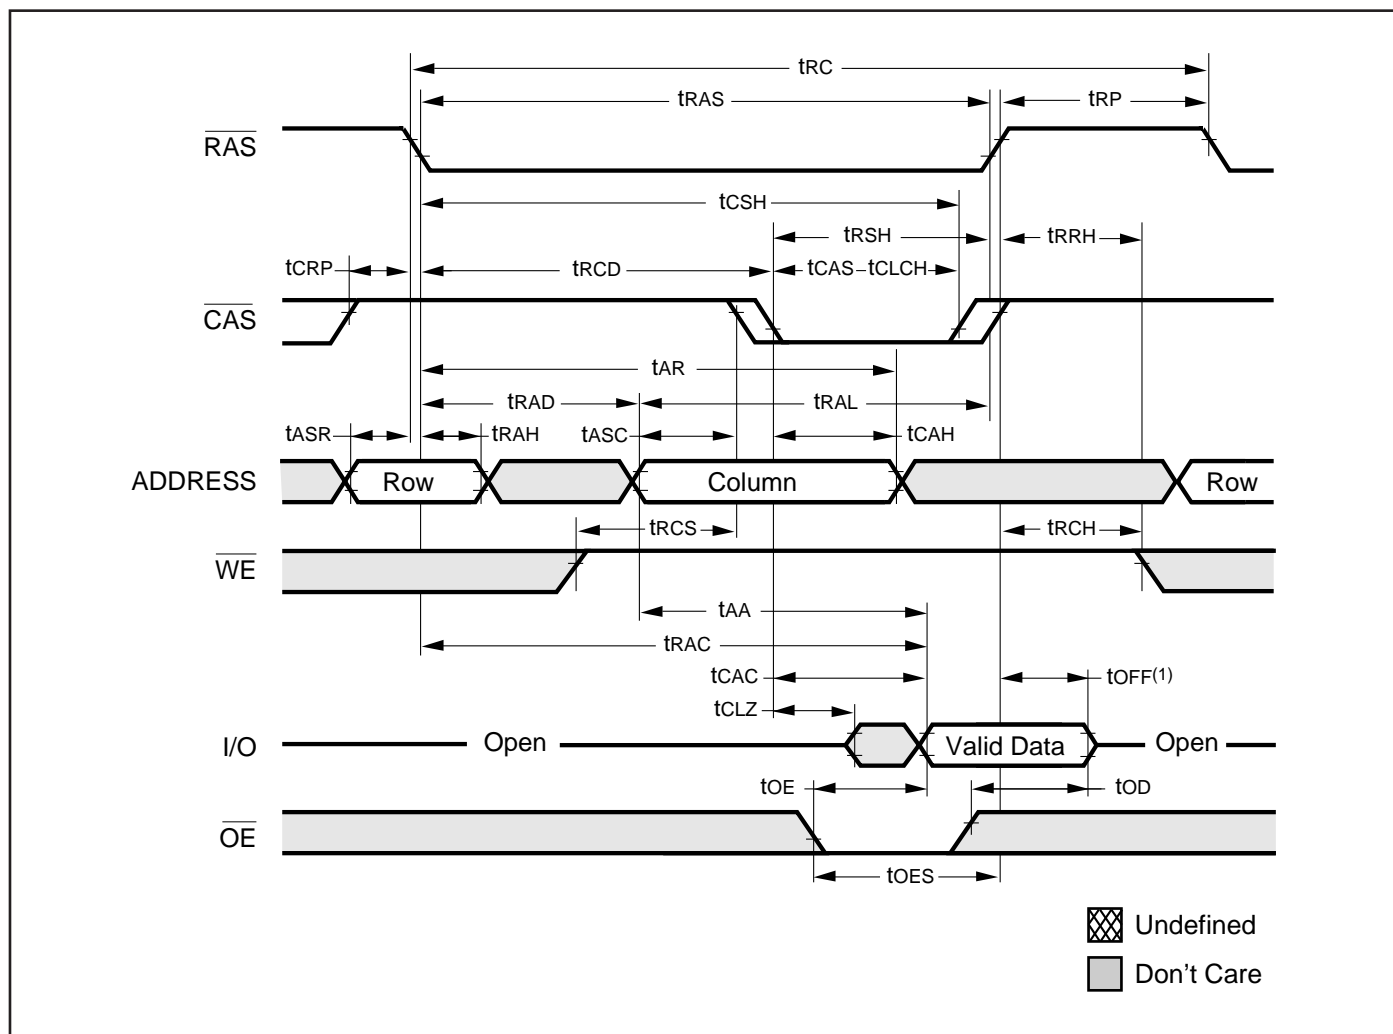 tRC
tRAS tRP
RAS
tCSH
tRSH tRRH
tCRP tRCD tCAS tCLCH
CAS
tAR
tRAD tRAL
tASR tRAH tASC tCAH
ADDRESS Row Column Row
tRCS tRCH
WE
tAA
tRAC
tCAC tOFF(1)
tCLZ
I/O Open Valid Data Open
tOE tOD
OE
tOES
Undefined
Don't Care